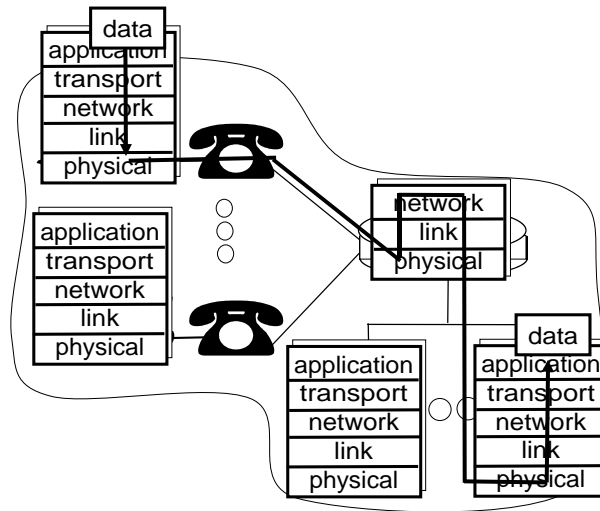 data
application
transport
network
link
physical
application
transport
network
link
physical
network
link
physical
application
transport
network
link
physical
data
application
transport
network
link
physical